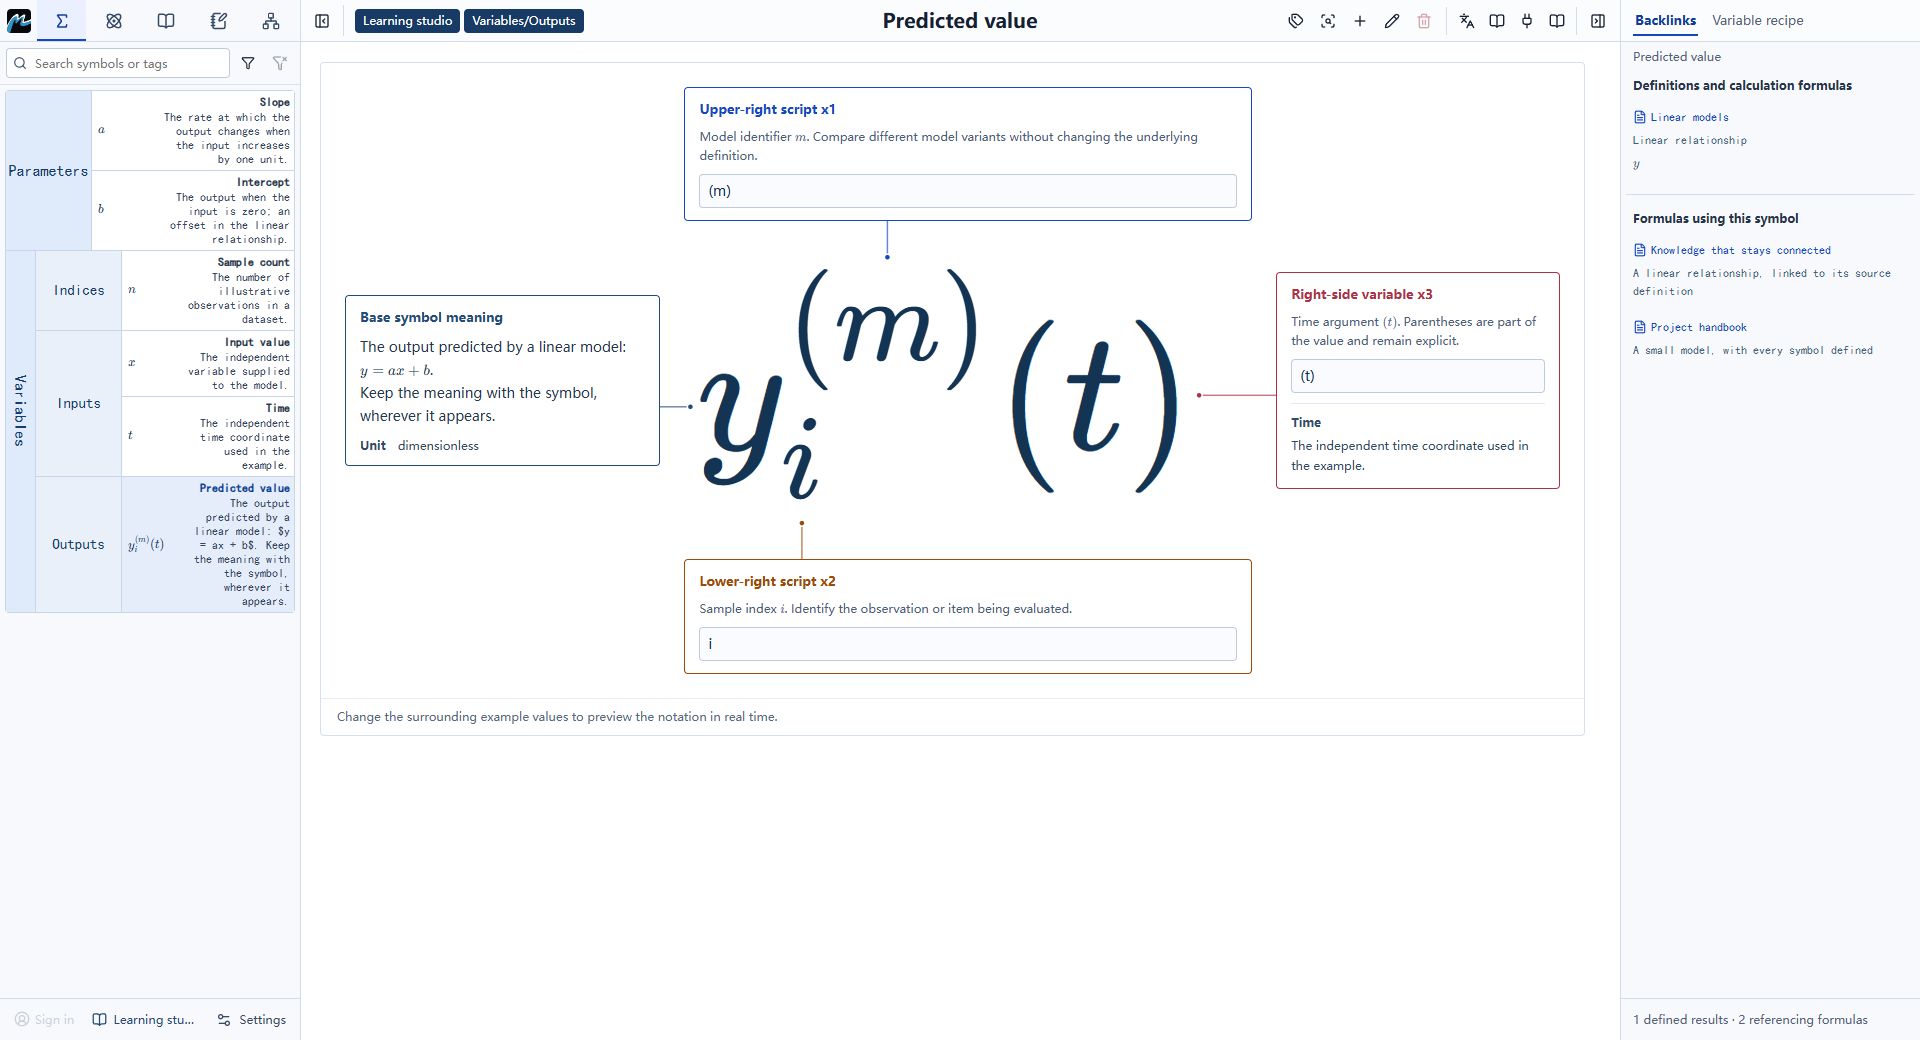 Learning studio
Variables/Outputs
Predicted value
Backlinks
Variable recipe
Search symbols or tags
Parameters
a
Slope
The rate at which the
output changes when
the input increases
by one unit.
b
Intercept
The output when the
input is zero; an
offset in the linear
relationship.
Variables
Indices
n
Sample count
The number of
illustrative
observations in a
dataset.
Inputs
x
Input value
The independent
variable supplied
to the model.
t
Time
The independent
time coordinate
used in the
example.
Outputs
y_i^(m)(t)
Predicted value
The output
predicted by a
linear model: $y
= ax + b$. Keep
the meaning with
the symbol,
wherever it
appears.
Sign in
Learning stu...
Settings
Upper-right script x1
Model identifier m. Compare different model variants without changing the underlying
definition.
(m)
Base symbol meaning
The output predicted by a linear model:
y = ax + b.
Keep the meaning with the symbol,
wherever it appears.
Unit dimensionless
y_i^(m)(t)
Right-side variable x3
Time argument (t). Parentheses are part of
the value and remain explicit.
(t)
Time
The independent time coordinate used in
the example.
Lower-right script x2
Sample index i. Identify the observation or item being evaluated.
i
Change the surrounding example values to preview the notation in real time.
Predicted value
Definitions and calculation formulas
Linear models
Linear relationship
y
Formulas using this symbol
Knowledge that stays connected
A linear relationship, linked to its source
definition
Project handbook
A small model, with every symbol defined
1 defined results · 2 referencing formulas